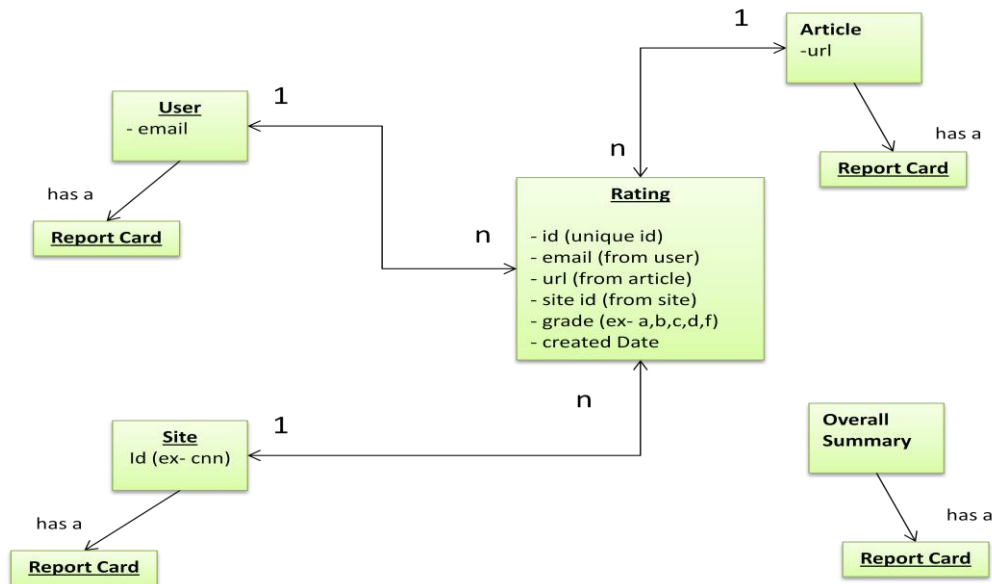 1
Article
-url
has a
Report Card
User
- email
1
has a
Report Card
n
n
Rating
- id (unique id)
- email (from user)
- url (from article)
- site id (from site)
- grade (ex- a,b,c,d,f)
- created Date
n
Site
Id (ex- cnn)
1
has a
Report Card
Overall
Summary
has a
Report Card